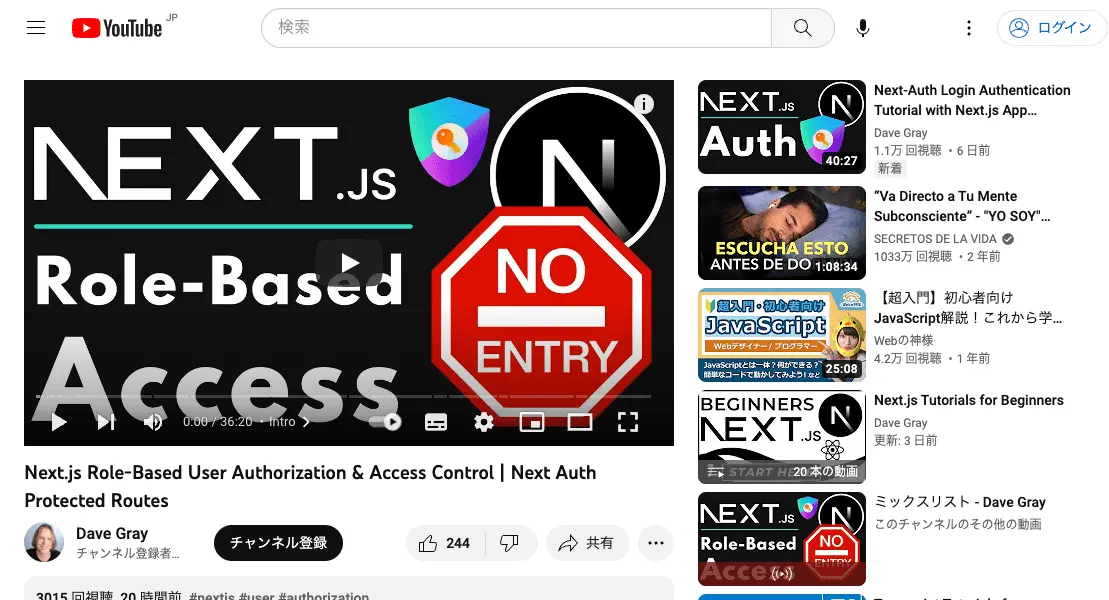 YouTube JP
検索
ログイン
NEXT.JS
Role-Based
Access
NO
ENTRY
0:00 / 36:20 • Intro
Next.js Role-Based User Authorization & Access Control | Next Auth
Protected Routes
Dave Gray
チャンネル登録者...
チャンネル登録
244
共有
3015 回視聴 20 時間前 #nextjs #user #authorization
NEXT.JS
Auth
40:27
Next-Auth Login Authentication
Tutorial with Next.js App...
Dave Gray
1.1万 回視聴 • 6 日前
新着
ESCUCHA ESTO
ANTES DE DO
1:08:34
“Va Directo a Tu Mente
Subconsciente” - "YO SOY"...
SECRETOS DE LA VIDA
1033万 回視聴 • 2 年前
超入門・初心者向け
JavaScript
Webデザイナー / プログラマー
JavaScriptとは一体？何ができる？
簡単なコードで動かしてみよう！など
25:08
【超入門】初心者向け
JavaScript解説！これから学...
Webの神様
4.2万 回視聴 • 1 年前
BEGINNERS
NEXT.JS
START HE
20 本の動画
Next.js Tutorials for Beginners
Dave Gray
更新: 3 日前
NEXT.JS
Role-Based
Access
NO
ENTRY
ミックスリスト - Dave Gray
このチャンネルのその他の動画